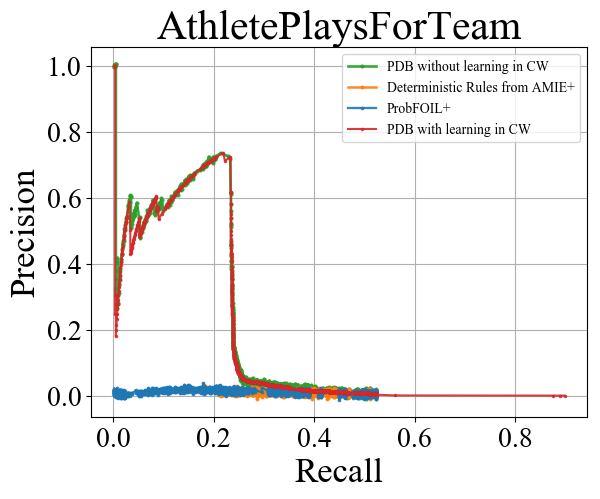 AthletePlaysForTeam
PDB without learning in CW
Deterministic Rules from AMIE+
ProbFOIL+
PDB with learning in CW
Precision
1.0
0.8
0.6
0.4
0.2
0.0
0.0 0.2 0.4 0.6 0.8
Recall